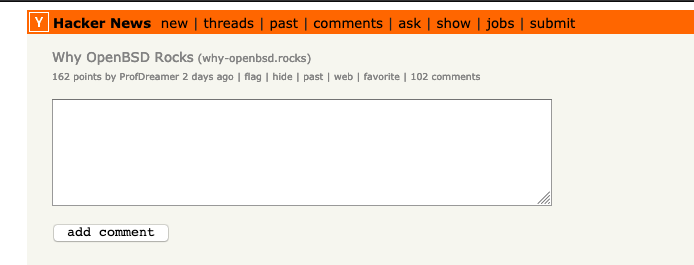 Y Hacker News new | threads | past | comments | ask | show | jobs | submit
Why OpenBSD Rocks (why-openbsd.rocks)
162 points by ProfDreamer 2 days ago | flag | hide | past | web | favorite | 102 comments
add comment